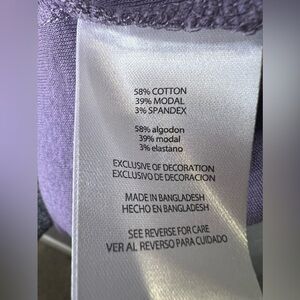 58% COTTON
39% MODAL
3% SPANDEX
58% algodon
39% modal
3% elastano
EXCLUSIVE OF DECORATION
EXCLUSIVO DE DECORACION
MADE IN BANGLADESH
HECHO EN BANGLADESH
SEE REVERSE FOR CARE
VER AL REVERSO PARA CUIDADO